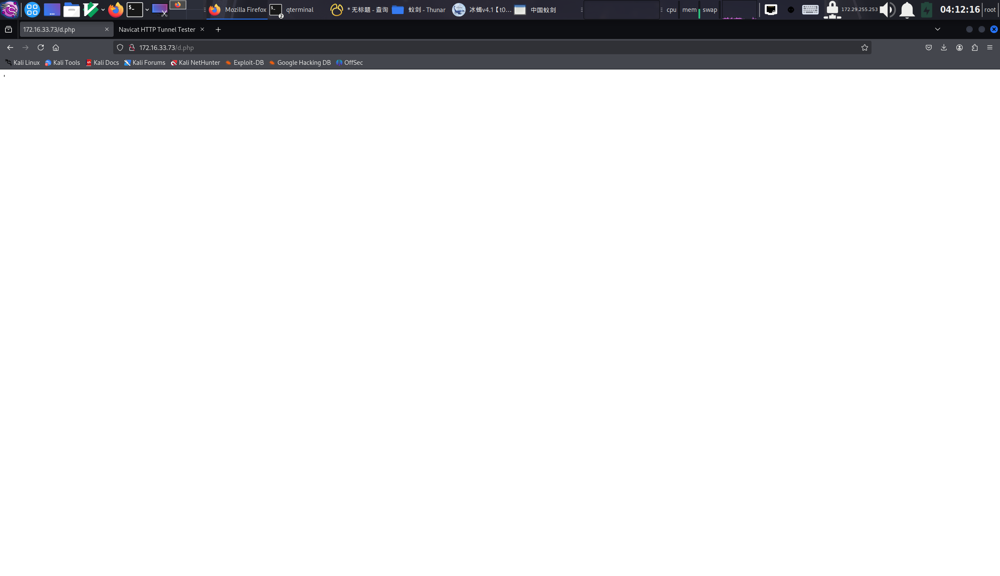 Mozilla Firefox
$-
2
qterminal
* 无标题 - 查询
蚁剑 - Thunar
冰蝎v4.1【t0...
中国蚁剑
cpu
mem
swap
172.29.255.253
04:12:16
root
172.16.33.73/d.php
Navicat HTTP Tunnel Tester
172.16.33.73/d.php
Kali Linux
Kali Tools
Kali Docs
Kali Forums
Kali NetHunter
Exploit-DB
Google Hacking DB
OffSec
'